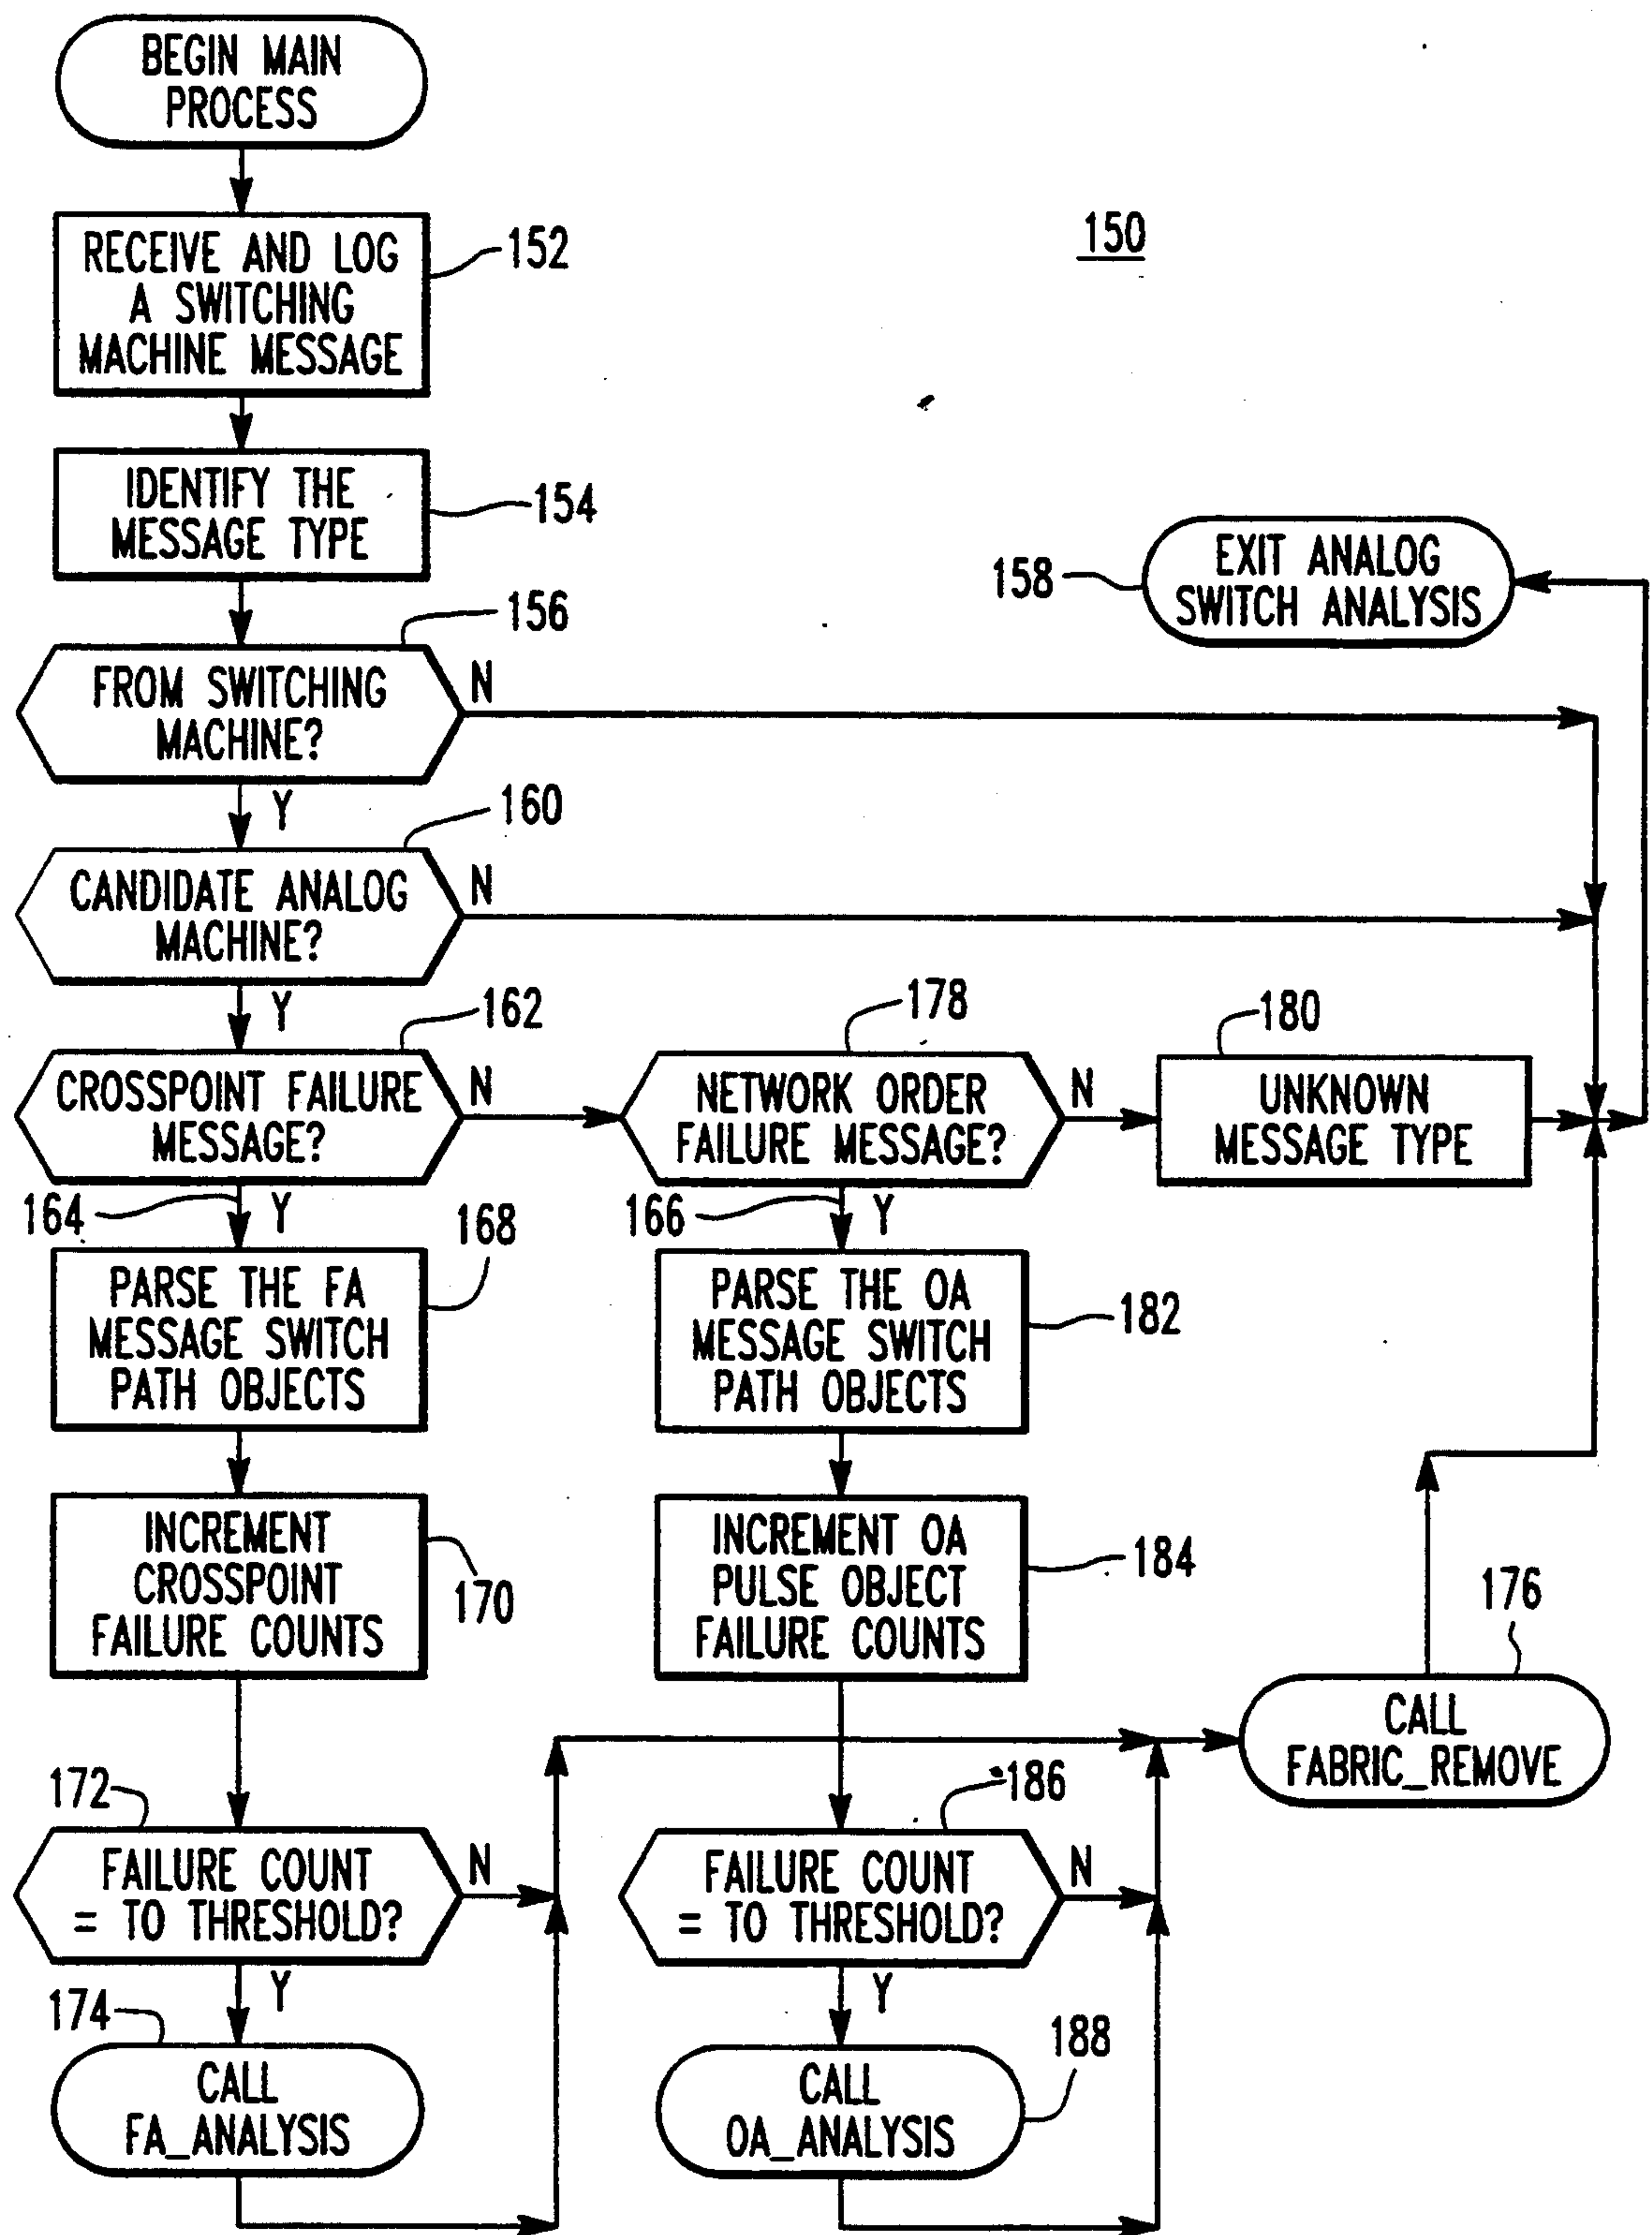 BEGIN MAIN
PROCESS
150
RECEIVE AND LOG
A SWITCHING
MACHINE MESSAGE
152
IDENTIFY THE
MESSAGE TYPE
154
EXIT ANALOG
SWITCH ANALYSIS
158
156
FROM SWITCHING
MACHINE?
N
Y
160
CANDIDATE ANALOG
MACHINE?
N
Y
162
CROSSPOINT FAILURE
MESSAGE?
N
178
NETWORK ORDER
FAILURE MESSAGE?
N
180
UNKNOWN
MESSAGE TYPE
164
Y
166
Y
168
PARSE THE FA
MESSAGE SWITCH
PATH OBJECTS
PARSE THE OA
MESSAGE SWITCH
PATH OBJECTS
182
INCREMENT
CROSSPOINT
FAILURE COUNTS
170
INCREMENT OA
PULSE OBJECT
FAILURE COUNTS
184
176
CALL
FABRIC_REMOVE
172
FAILURE COUNT
= TO THRESHOLD?
N
Y
186
FAILURE COUNT
= TO THRESHOLD?
N
Y
174
CALL
FA_ANALYSIS
188
CALL
OA_ANALYSIS